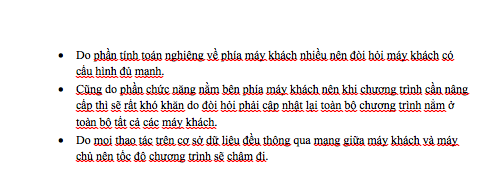 • Do phần tính toán nghiêng về phía máy khách nhiều nên đòi hỏi máy khách có
cấu hình đủ mạnh.
• Cũng do phần chức năng nằm bên phía máy khách nên khi chương trình cần nâng
cấp thì sẽ rất khó khăn do đòi hỏi phải cập nhật lại toàn bộ chương trình nằm ở
toàn bộ tất cả các máy khách.
• Do mọi thao tác trên cơ sở dữ liệu đều thông qua mạng giữa máy khách và máy
chủ nên tốc độ chương trình sẽ chậm đi.